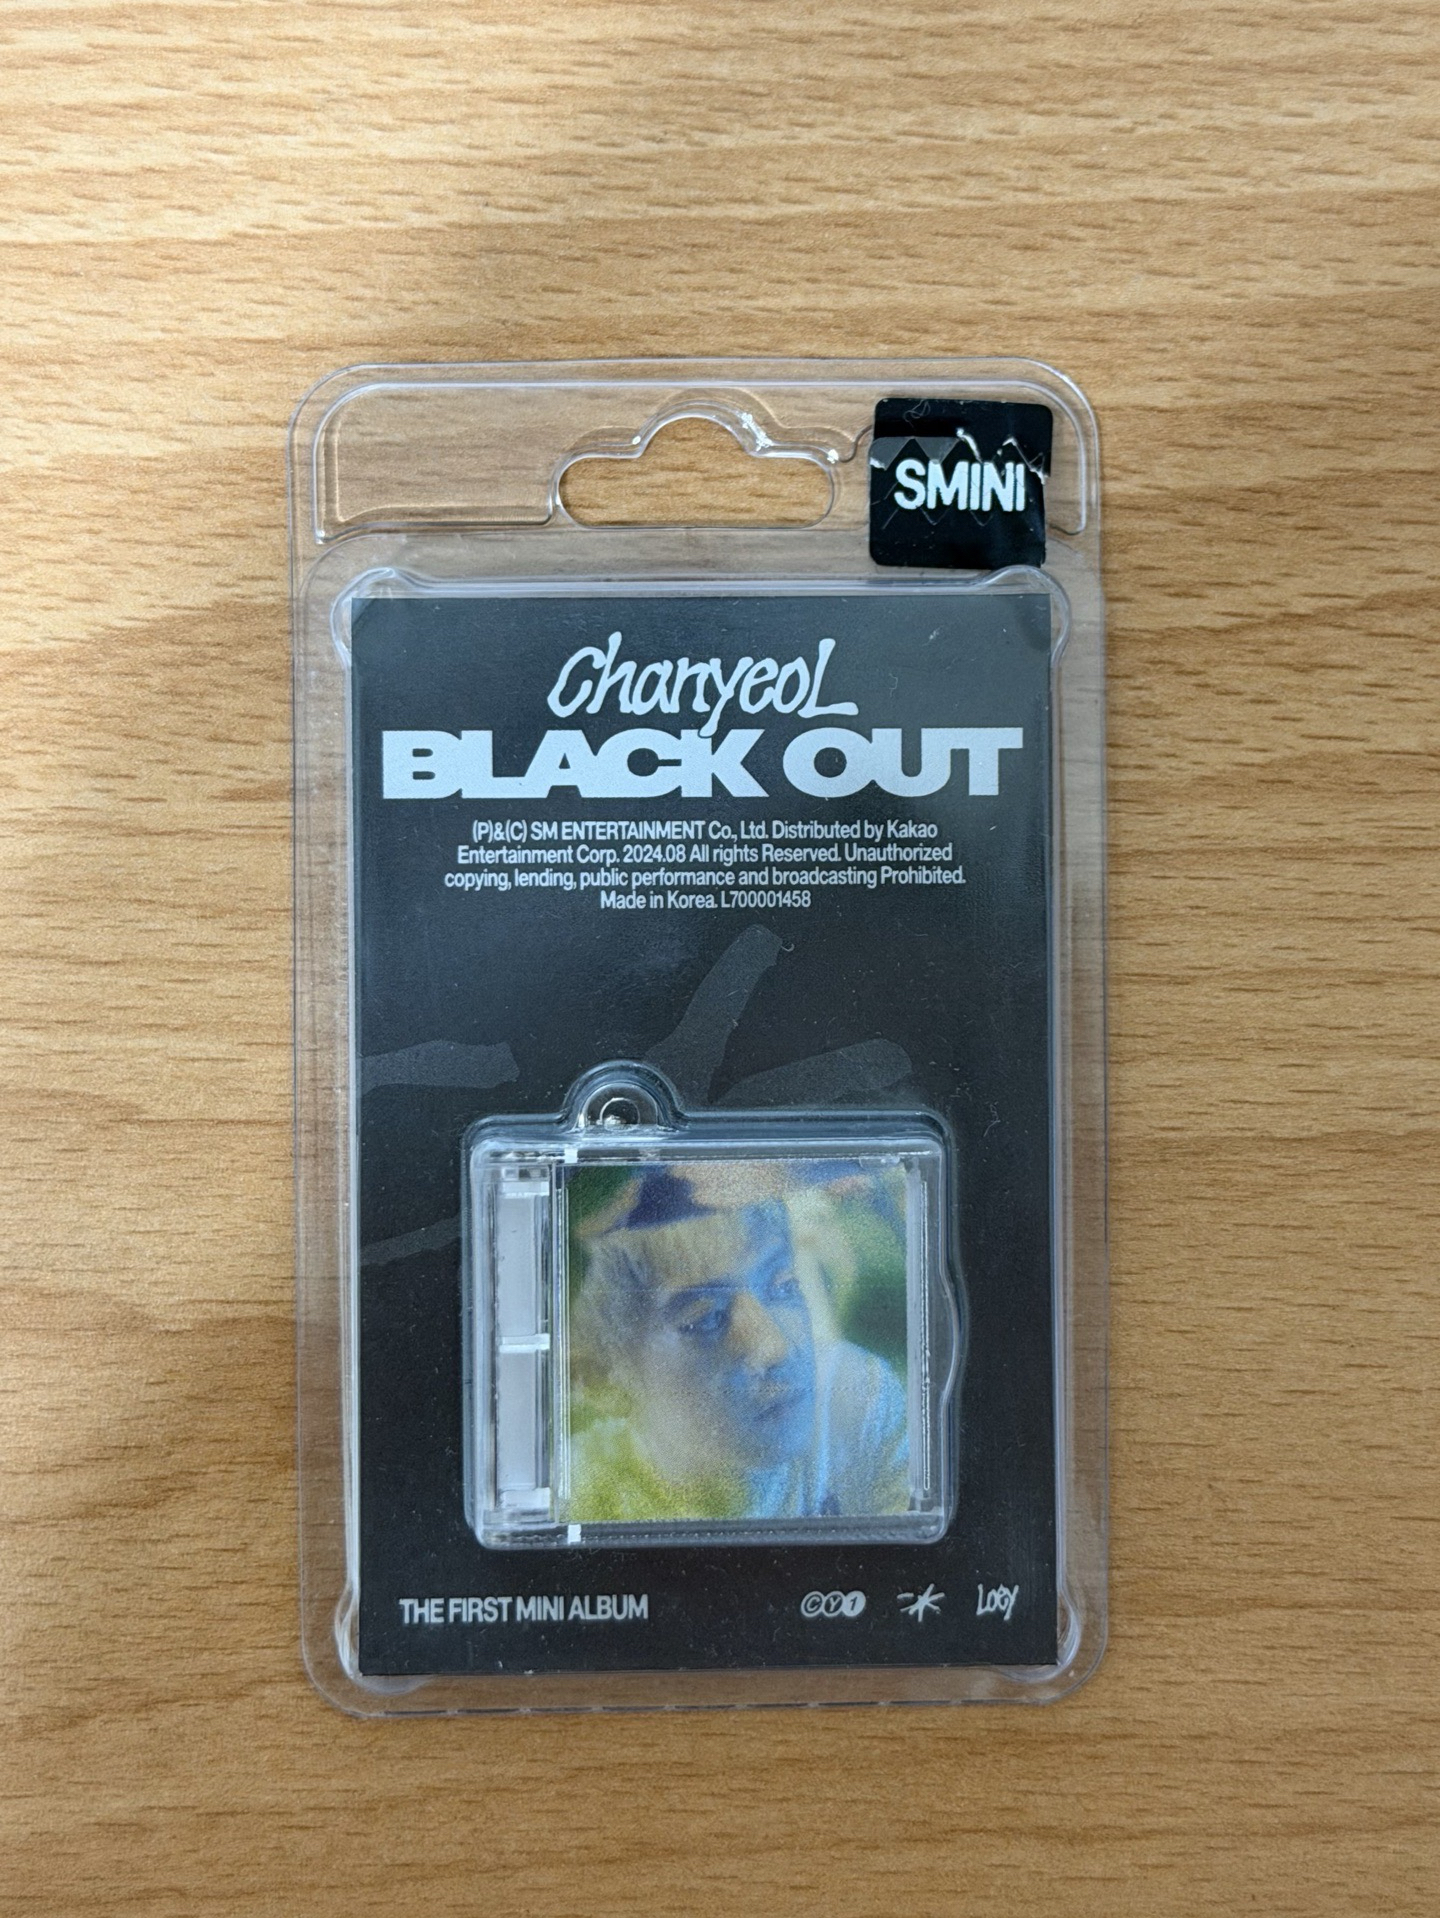 SMINI
Chanyeol
BLACK OUT
(P)&(C) SM ENTERTAINMENT Co., Ltd. Distributed by Kakao
Entertainment Corp. 2024.08 All rights Reserved. Unauthorized
copying, lending, public performance and broadcasting Prohibited.
Made in Korea. L700001458
THE FIRST MINI ALBUM CY1 LOEY